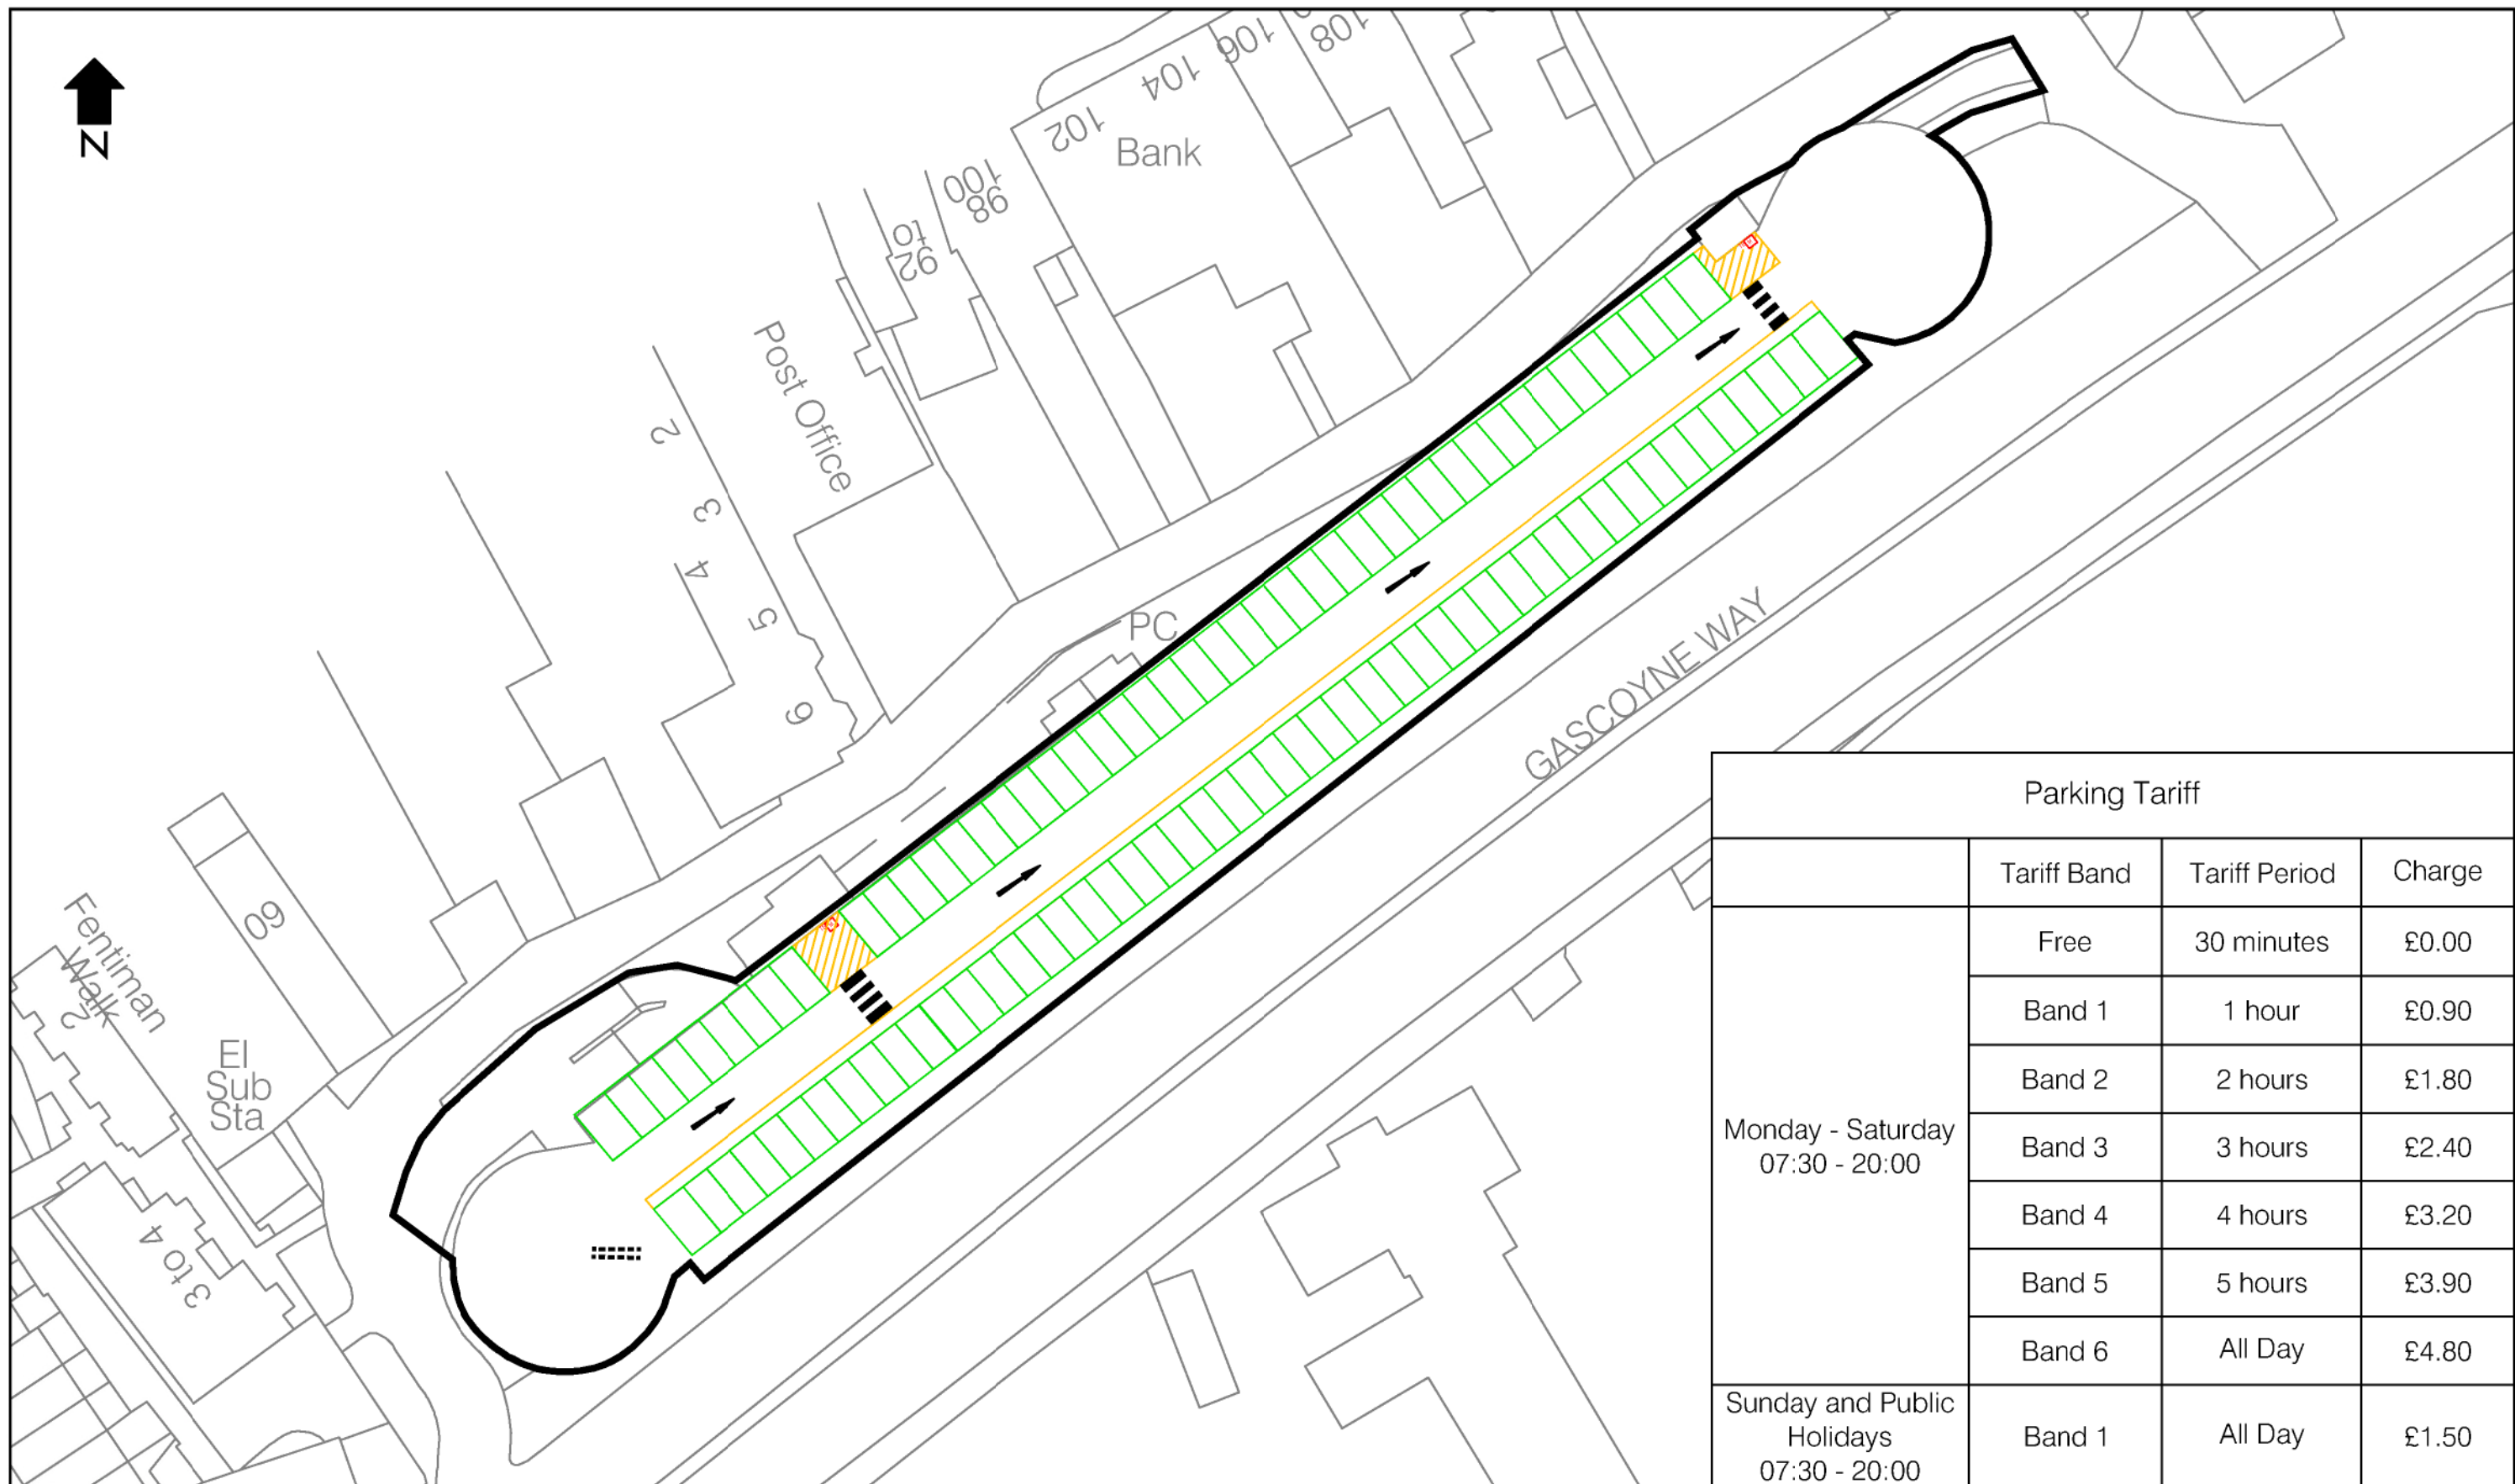 N
102
104
106
108
Bank
100
98
to
92
Post Office
2
3
4
5
6
PC
GASCOYNE WAY
60
Fentiman
Walk
2
El
Sub
Sta
3 to 4
Parking Tariff
Tariff Band Tariff Period Charge
Monday - Saturday
07:30 - 20:00
Free 30 minutes £0.00
Band 1 1 hour £0.90
Band 2 2 hours £1.80
Band 3 3 hours £2.40
Band 4 4 hours £3.20
Band 5 5 hours £3.90
Band 6 All Day £4.80
Sunday and Public
Holidays
07:30 - 20:00
Band 1 All Day £1.50